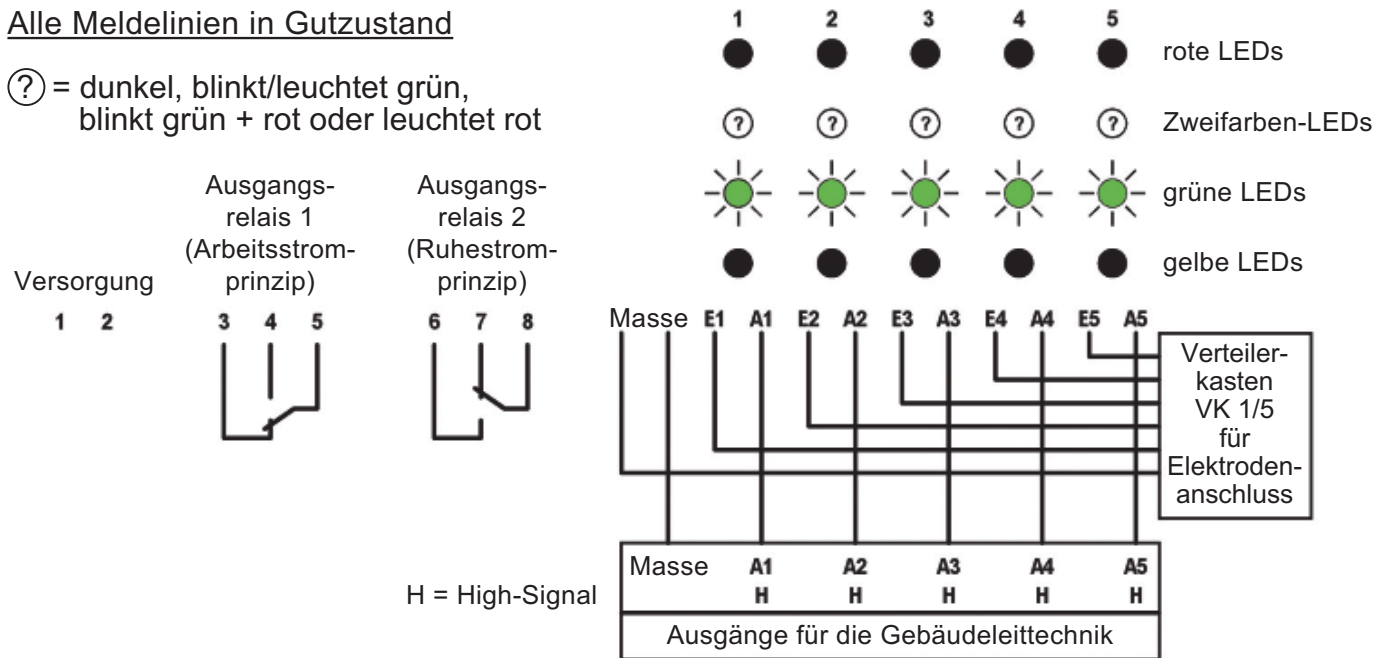 Alle Meldelinien in Gutzustand
? = dunkel, blinkt/leuchtet grün,
blinkt grün + rot oder leuchtet rot
1 2 3 4 5
rote LEDs
? ? ? ? ? Zweifarben-LEDs
grüne LEDs
gelbe LEDs
Versorgung
1 2
Ausgangs-
relais 1
(Arbeitsstrom-
prinzip)
3 4 5
Ausgangs-
relais 2
(Ruhestrom-
prinzip)
6 7 8
Masse E1 A1 E2 A2 E3 A3 E4 A4 E5 A5
Verteiler-
kasten
VK 1/5
für
Elektroden-
anschluss
Masse A1 A2 A3 A4 A5
H = High-Signal
H H H H H
Ausgänge für die Gebäudeleittechnik